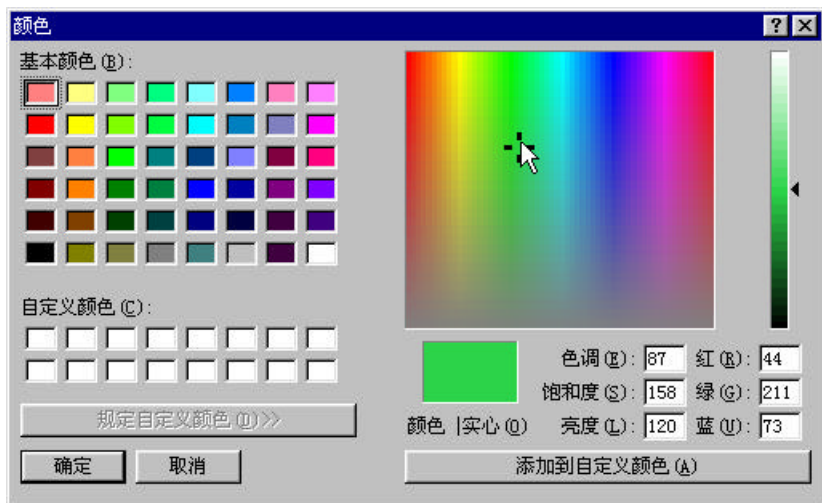 颜色
基本颜色(B):
自定义颜色(C):
规定自定义颜色(D)>>
确定 取消
色调(E): 87 红(R): 44
饱和度(S): 158 绿(G): 211
颜色|实心(O) 亮度(L): 120 蓝(U): 73
添加到自定义颜色(A)